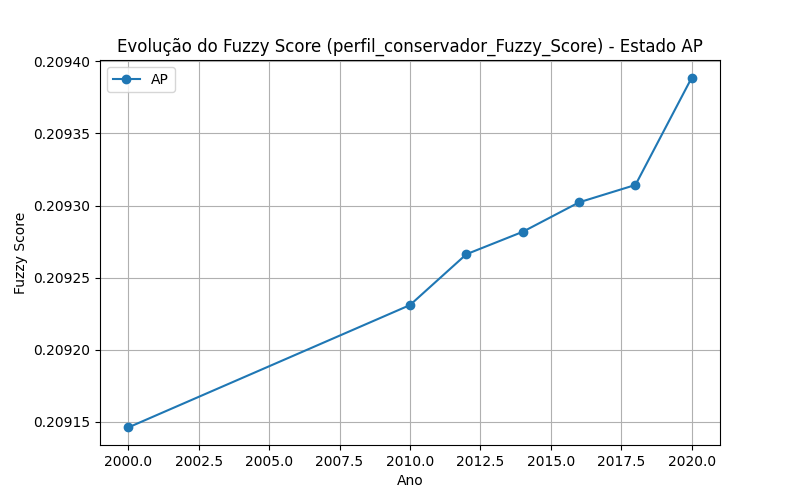 Evolução do Fuzzy Score (perfil_conservador_Fuzzy_Score) - Estado AP
AP
0.20940
0.20935
0.20930
0.20925
0.20920
0.20915
Fuzzy Score
2000.0 2002.5 2005.0 2007.5 2010.0 2012.5 2015.0 2017.5 2020.0
Ano